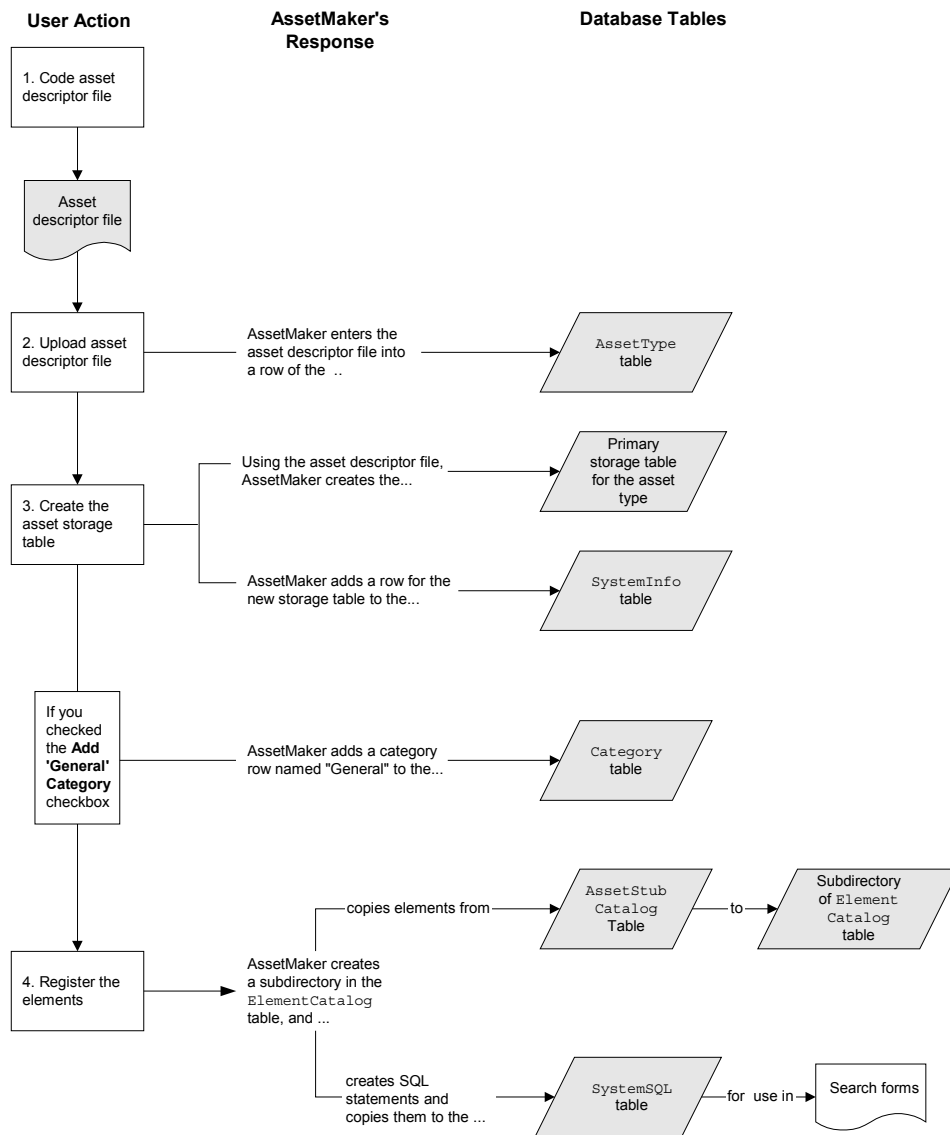 User Action
AssetMaker's
Response
Database Tables
1. Code asset
descriptor file
Asset
descriptor file
2. Upload asset
descriptor file
AssetMaker enters the
asset descriptor file into
a row of the ..
AssetType
table
3. Create the
asset storage
table
Using the asset descriptor file,
AssetMaker creates the...
Primary
storage table
for the asset
type
AssetMaker adds a row for the
new storage table to the...
SystemInfo
table
If you
checked
the Add
'General'
Category
checkbox
AssetMaker adds a category
row named "General" to the...
Category
table
4. Register the
elements
AssetMaker creates
a subdirectory in the
ElementCatalog
table, and ...
copies elements from
AssetStub
Catalog
Table
to
Subdirectory
of Element
Catalog
table
creates SQL
statements and
copies them to the ...
SystemSQL
table
for use in
Search forms